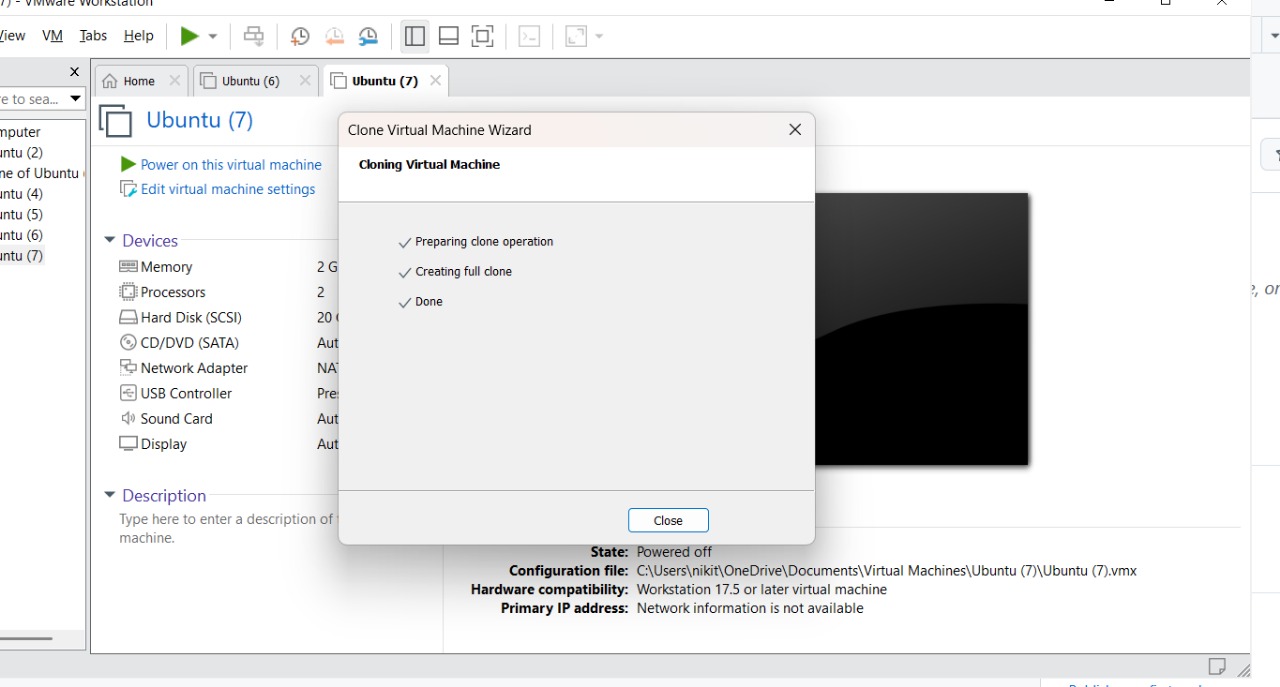 7) - VMware Workstation
View VM Tabs Help
Home
Ubuntu (6)
Ubuntu (7)
re to sea...
mputer
untu (2)
ne of Ubuntu (
untu (4)
untu (5)
untu (6)
untu (7)
Ubuntu (7)
Power on this virtual machine
Edit virtual machine settings
Devices
Memory 2 G
Processors 2
Hard Disk (SCSI) 20
CD/DVD (SATA) Aut
Network Adapter NAT
USB Controller Pres
Sound Card Aut
Display Aut
Description
Type here to enter a description of
machine.
Clone Virtual Machine Wizard
Cloning Virtual Machine
Preparing clone operation
Creating full clone
Done
Close
State: Powered off
Configuration file: C:\Users\nikit\OneDrive\Documents\Virtual Machines\Ubuntu (7)\Ubuntu (7).vmx
Hardware compatibility: Workstation 17.5 or later virtual machine
Primary IP address: Network information is not available
e, or